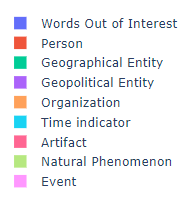 Words Out of Interest
Person
Geographical Entity
Geopolitical Entity
Organization
Time indicator
Artifact
Natural Phenomenon
Event